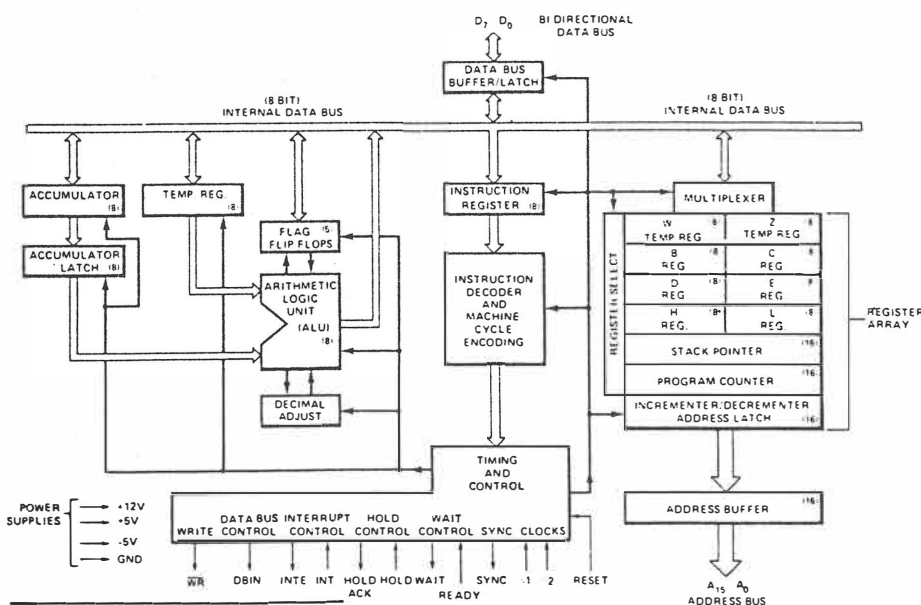 D7 D0
BI DIRECTIONAL
DATA BUS
DATA BUS
BUFFER/LATCH
(8 BIT)
INTERNAL DATA BUS
(8 BIT)
INTERNAL DATA BUS
ACCUMULATOR
(8)
TEMP REG.
(8)
FLAG (5)
FLIP FLOPS
INSTRUCTION
REGISTER (8)
MULTIPLEXER
ACCUMULATOR
LATCH (8)
ARITHMETIC
LOGIC
UNIT
(ALU)
(8)
DECIMAL
ADJUST
INSTRUCTION
DECODER
AND
MACHINE
CYCLE
ENCODING
REGISTER SELECT
W (8)
TEMP REG
Z (8)
TEMP REG
B (8)
REG
C (8)
REG
D (8)
REG
E
REG
H (8)
REG.
L (8)
REG.
STACK POINTER (16)
PROGRAM COUNTER (16)
INCREMENTER/DECREMENTER
ADDRESS LATCH (16)
REGISTER
ARRAY
TIMING
AND
CONTROL
DATA BUS INTERRUPT HOLD WAIT
WRITE CONTROL CONTROL CONTROL CONTROL SYNC CLOCKS
WR DBIN INTE INT HOLD ACK HOLD WAIT READY SYNC 1 2 RESET
POWER
SUPPLIES
+12V
+5V
-5V
GND
ADDRESS BUFFER (16)
A15 A0
ADDRESS BUS